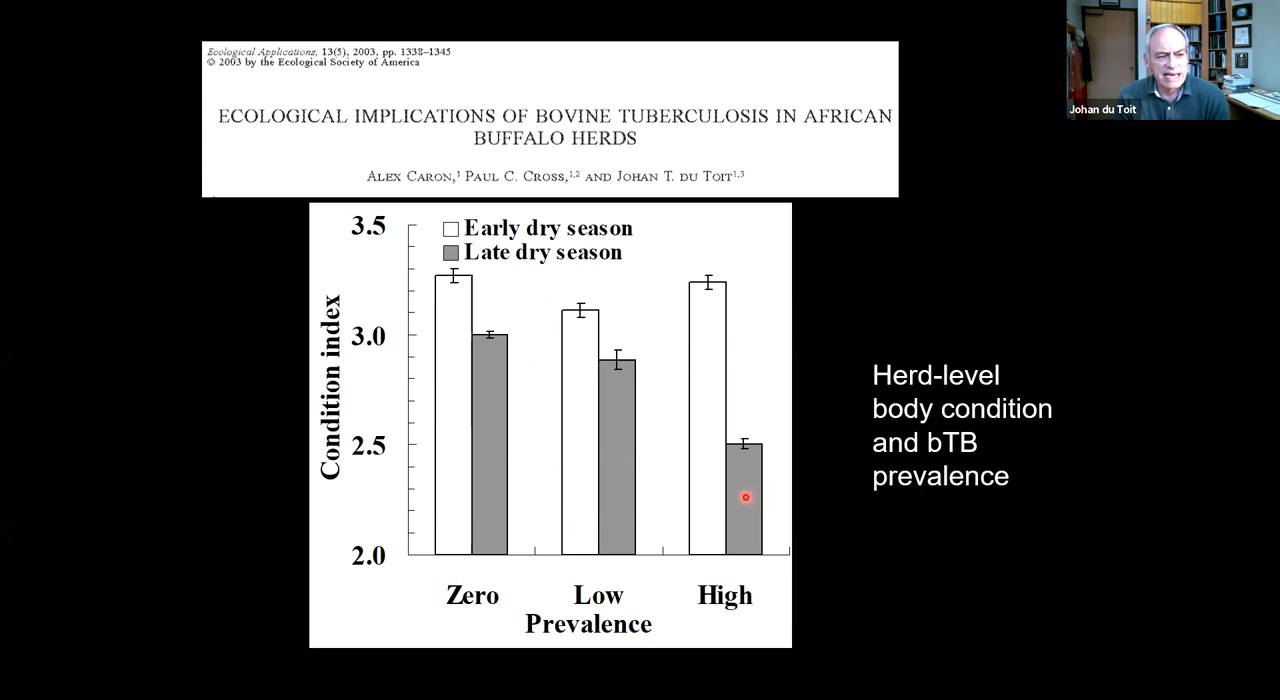 Ecological Applications, 13(5), 2003, pp. 1338–1345
© 2003 by the Ecological Society of America
ECOLOGICAL IMPLICATIONS OF BOVINE TUBERCULOSIS IN AFRICAN
BUFFALO HERDS
ALEX CARON,¹ PAUL C. CROSS,¹,² AND JOHAN T. DU TOIT¹,³
Johan du Toit
3.5
3.0
2.5
2.0
Condition index
Early dry season
Late dry season
Zero
Low
High
Prevalence
Herd-level
body condition
and bTB
prevalence